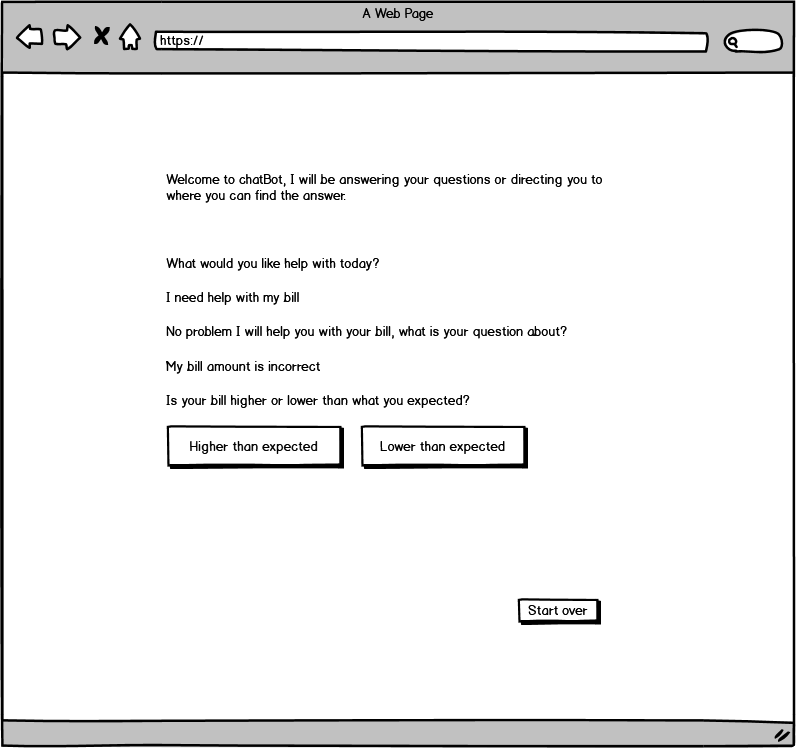 A Web Page
https://
Welcome to chatBot, I will be answering your questions or directing you to
where you can find the answer.
What would you like help with today?
I need help with my bill
No problem I will help you with your bill, what is your question about?
My bill amount is incorrect
Is your bill higher or lower than what you expected?
Higher than expected
Lower than expected
Start over